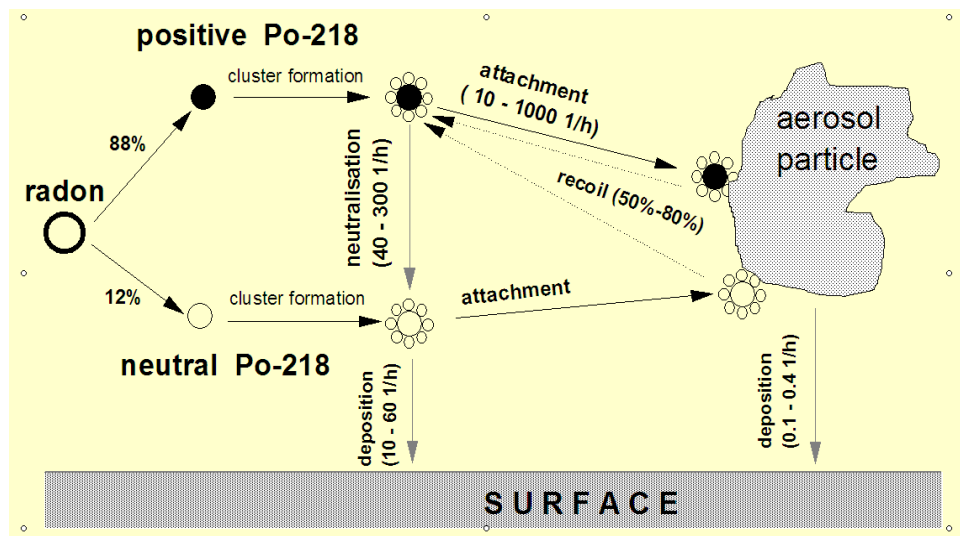 positive Po-218
cluster formation
attachment
( 10 - 1000 1/h)
aerosol
particle
88%
radon
neutralisation
(40 - 300 1/h)
recoil (50%-80%)
12%
cluster formation
attachment
neutral Po-218
deposition
(10 - 60 1/h)
deposition
(0.1 - 0.4 1/h)
SURFACE